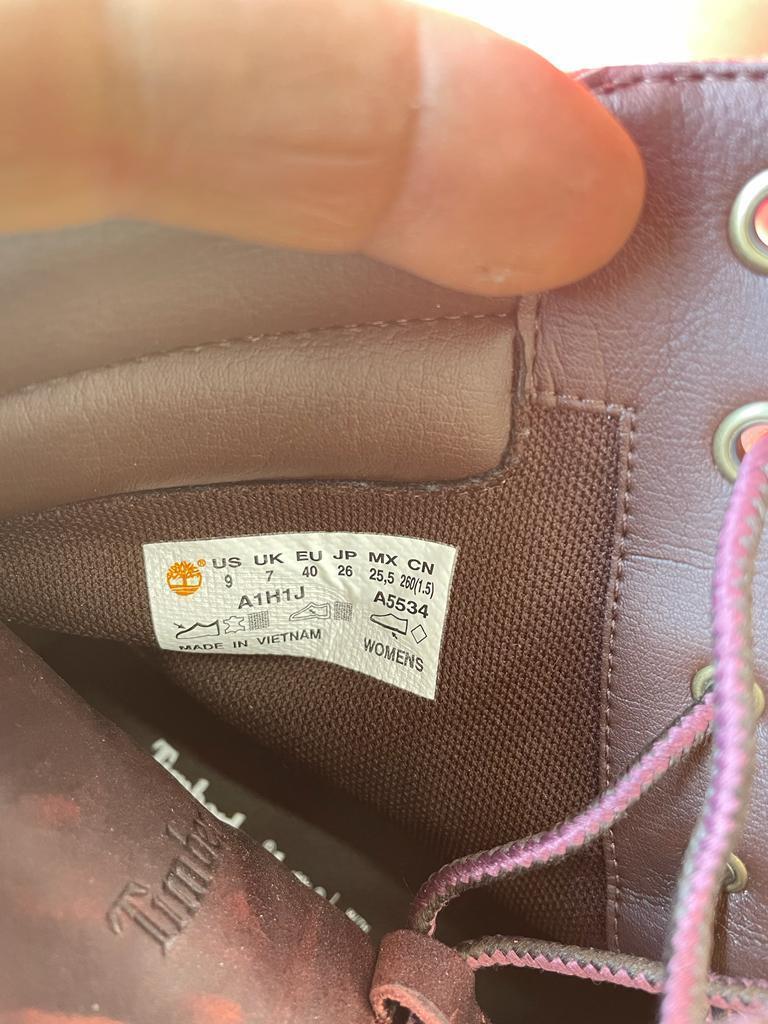 ® US UK EU JP MX CN
9 7 40 26 25,5 260(1.5)
A1H1J A5534
MADE IN VIETNAM WOMENS
Timbe